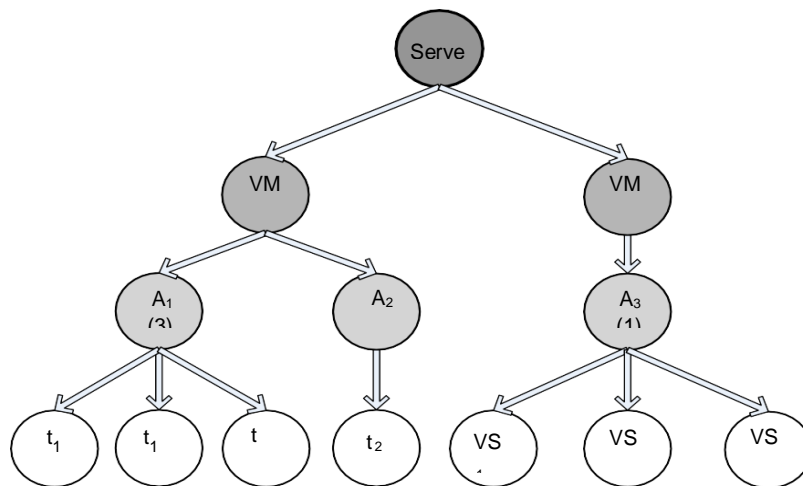 Serve
VM
VM
A₁
(3)
A₂
A₃
(1)
t₁
t₁
t
t₂
VS
VS
VS